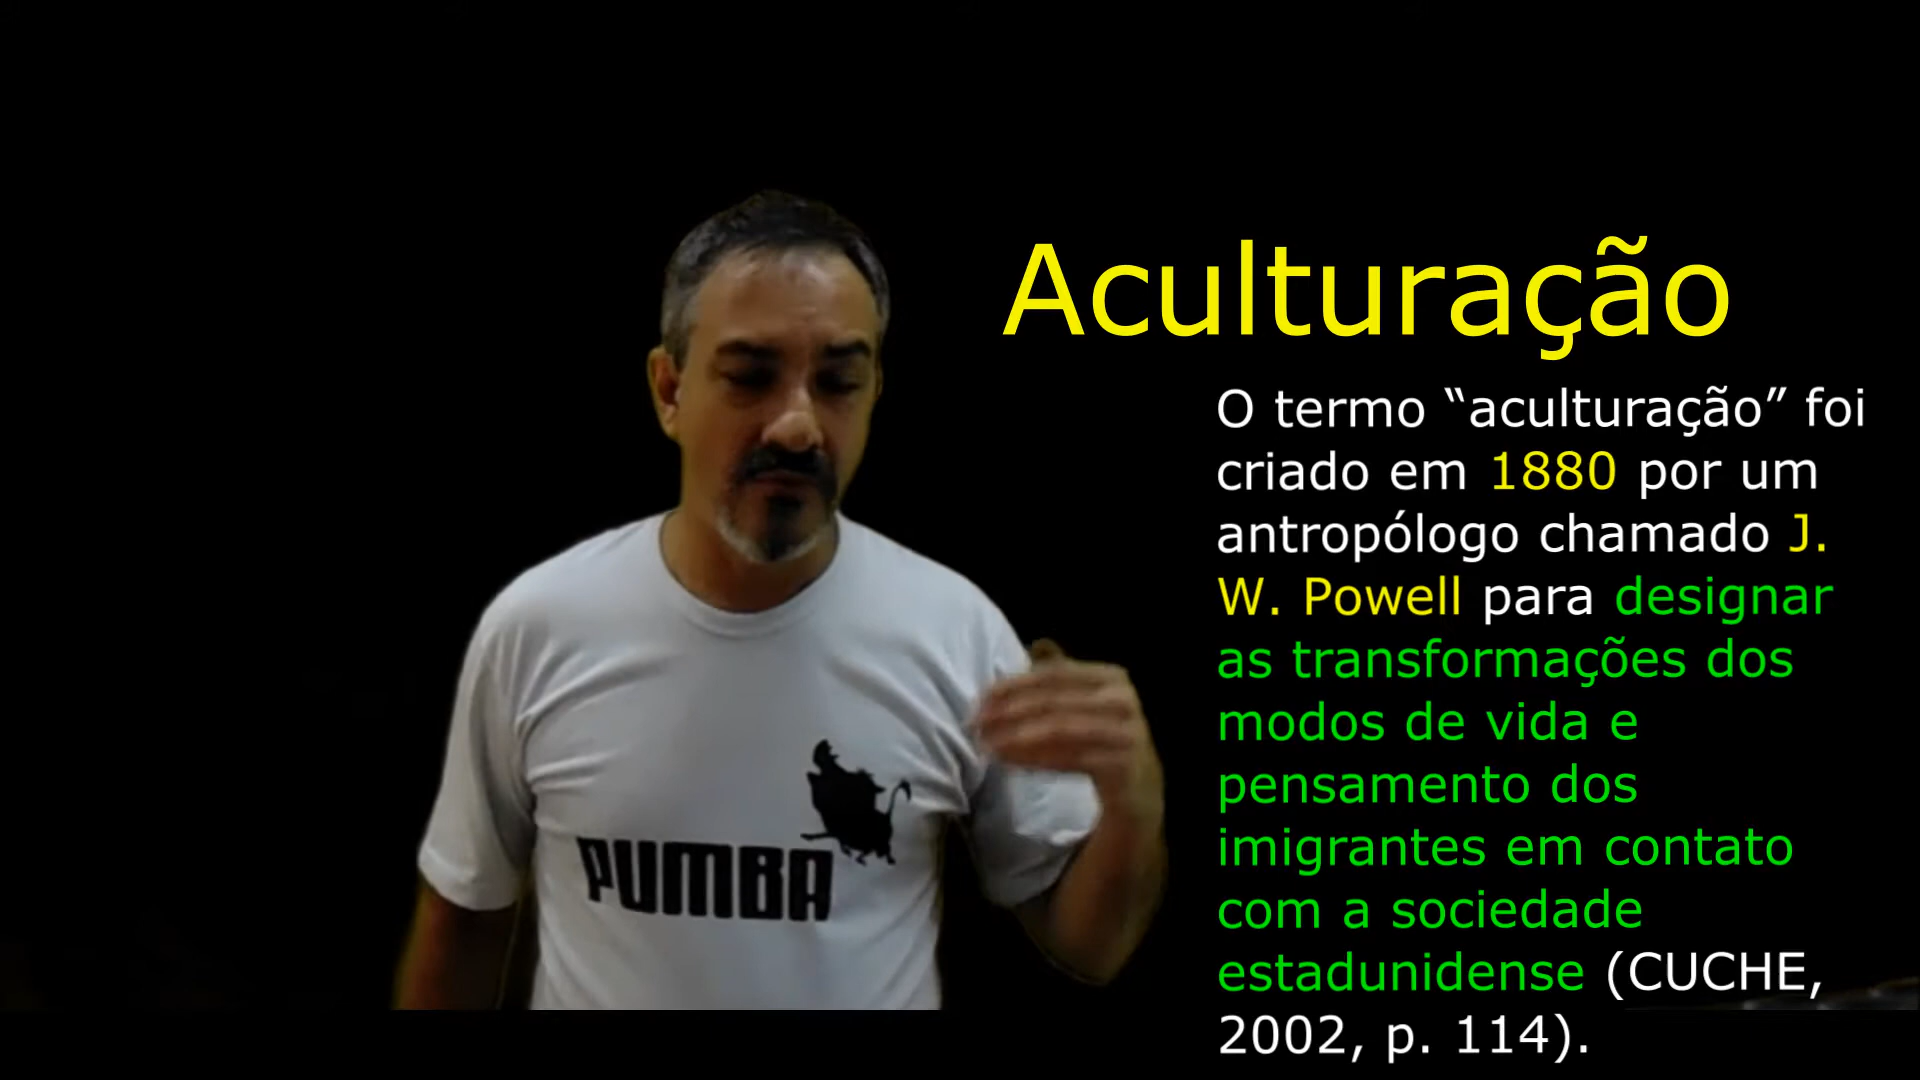 Aculturação
O termo “aculturação” foi
criado em 1880 por um
antropólogo chamado J.
W. Powell para designar
as transformações dos
modos de vida e
pensamento dos
imigrantes em contato
com a sociedade
estadunidense (CUCHE,
2002, p. 114).
PUMBA